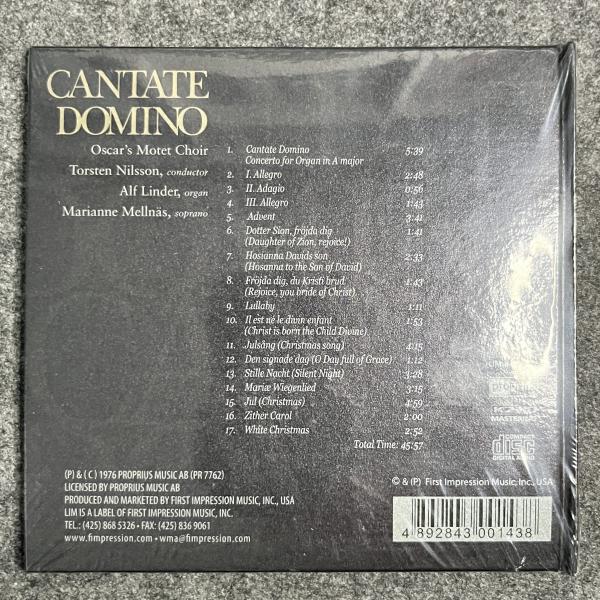 CANTATE
DOMINO
Oscar's Motet Choir
Torsten Nilsson, conductor
Alf Linder, organ
Marianne Mellnäs, soprano
1. Cantate Domino 5:39
Concerto for Organ in A major
2. I. Allegro 2:48
3. II. Adagio 0:56
4. III. Allegro 1:43
5. Advent 3:41
6. Dotter Sion, fröjda dig 1:41
(Daughter of Zion, rejoice!)
7. Hosianna Davids son 2:33
(Hosanna to the Son of David)
8. Fröjda dig, du Kristi brud 1:47
(Rejoice, you bride of Christ)
9. Lullaby 1:11
10. Il est né le divin enfant 1:53
(Christ is born the Child Divine)
11. Julsång (Christmas song) 4:15
12. Den signade dag (O Day full of Grace) 1:12
13. Stille Nacht (Silent Night) 3:28
14. Mariæ Wiegenlied 3:15
15. Jul (Christmas) 4:59
16. Zither Carol 2:00
17. White Christmas 2:52
Total Time: 45:57
COMPACT
disc
DIGITAL AUDIO
(P) & (C) 1976 PROPRIUS MUSIC AB (PR 7762)
LICENSED BY PROPRIUS MUSIC AB
PRODUCED AND MARKETED BY FIRST IMPRESSION MUSIC, INC., USA
LIM IS A LABEL OF FIRST IMPRESSION MUSIC, INC.
TEL.: (425) 868 5326 • FAX: (425) 836 9061
www.fimpression.com • wma@fimpression.com
© & (P) FIRST IMPRESSION MUSIC, INC., USA
4 892843 001438